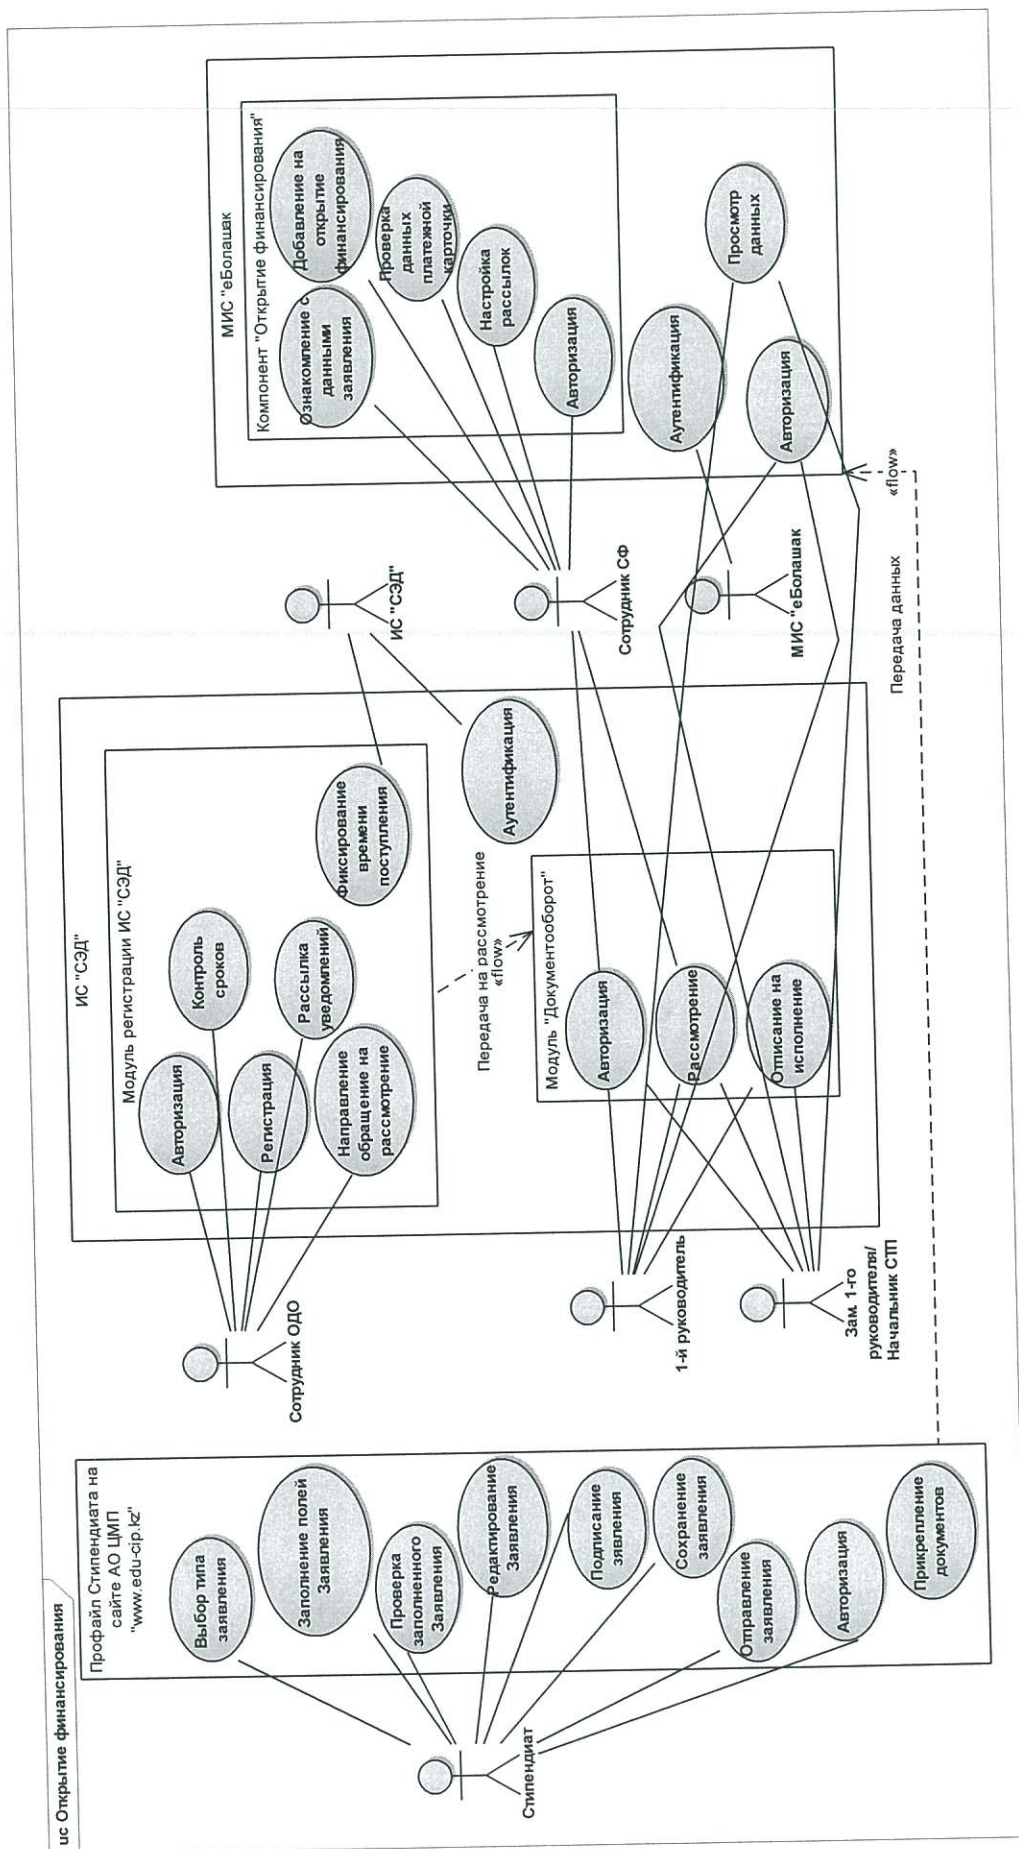 uc Открытие финансирования
Профайл Стипендиата на
сайте АО ЦМП
"www.edu-cip.kz"
Выбор типа
заявления
Заполнение полей
Заявления
Проверка
заполненного
Заявления
Редактирование
Заявления
Подписание
зявления
Сохранение
заявления
Отправление
заявления
Авторизация
Прикрепление
документов
Стипендиат
Сотрудник ОДО
1-й руководитель
Зам. 1-го
руководителя/
Начальник СТП
ИС "СЭД"
Модуль регистрации ИС "СЭД"
Авторизация
Контроль
сроков
Регистрация
Рассылка
уведомлений
Направление
обращение на
рассмотрение
Фиксирование
времени
поступления
Аутентификация
Передача на рассмотрение
«flow»
Модуль "Документооборот"
Авторизация
Рассмотрение
Отписание на
исполнение
ИС "СЭД"
Сотрудник СФ
МИС "еБолашак
Передача данных
«flow»
МИС "еБолашак
Компонент "Открытие финансирования"
Ознакомпение с
данными
заявления
Добавление на
открытие
финансирования
Проверка
данных
платежной
карточки
Настройка
рассылок
Авторизация
Аутентификация
Авторизация
Просмотр
данных